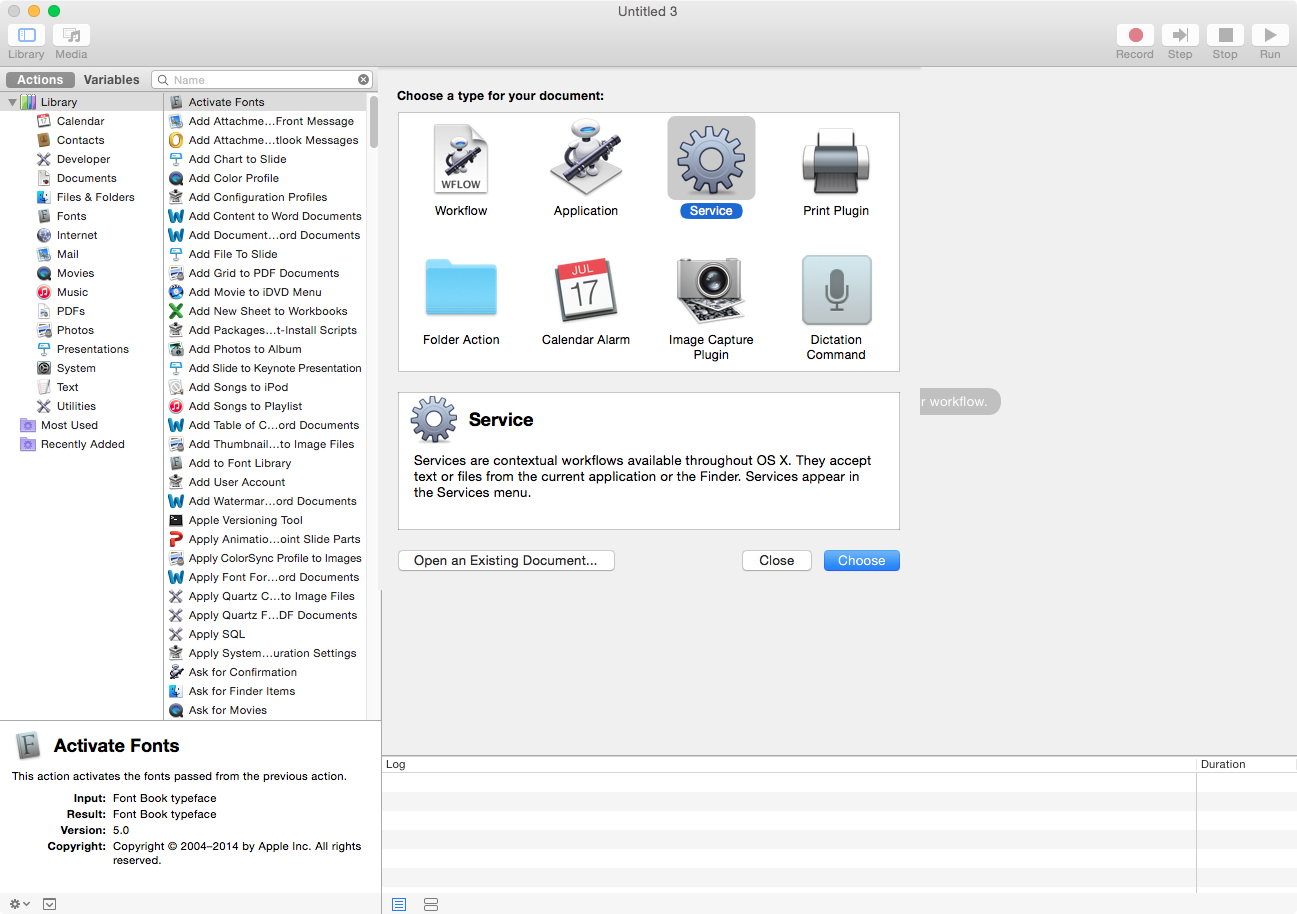 Untitled 3
Library
Media
Record
Step
Stop
Run
Actions
Variables
Name
Library
Calendar
Contacts
Developer
Documents
Files & Folders
Fonts
Internet
Mail
Movies
Music
PDFs
Photos
Presentations
System
Text
Utilities
Most Used
Recently Added
Activate Fonts
Add Attachme...Front Message
Add Attachme...tlook Messages
Add Chart to Slide
Add Color Profile
Add Configuration Profiles
Add Content to Word Documents
Add Document...ord Documents
Add File To Slide
Add Grid to PDF Documents
Add Movie to iDVD Menu
Add New Sheet to Workbooks
Add Packages...t-Install Scripts
Add Photos to Album
Add Slide to Keynote Presentation
Add Songs to iPod
Add Songs to Playlist
Add Table of C...ord Documents
Add Thumbnail...to Image Files
Add to Font Library
Add User Account
Add Watermar...ord Documents
Apple Versioning Tool
Apply Animatio...oint Slide Parts
Apply ColorSync Profile to Images
Apply Font For...ord Documents
Apply Quartz C...to Image Files
Apply Quartz F...DF Documents
Apply SQL
Apply System...uration Settings
Ask for Confirmation
Ask for Finder Items
Ask for Movies
Activate Fonts
This action activates the fonts passed from the previous action.
Input: Font Book typeface
Result: Font Book typeface
Version: 5.0
Copyright: Copyright © 2004–2014 by Apple Inc. All rights
reserved.
Choose a type for your document:
WFLOW
Workflow
Application
Service
Print Plugin
Folder Action
JUL
17
Calendar Alarm
Image Capture
Plugin
Dictation
Command
r workflow.
Service
Services are contextual workflows available throughout OS X. They accept
text or files from the current application or the Finder. Services appear in
the Services menu.
Open an Existing Document...
Close
Choose
Log
Duration